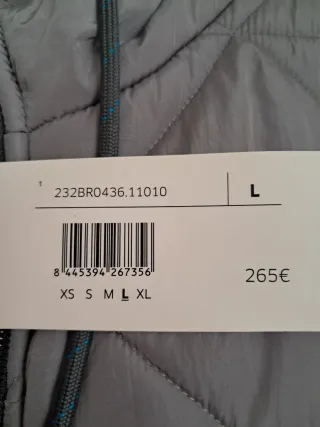 T
232BR0436.11010 L
8 445394 267356
XS S M L XL
265€